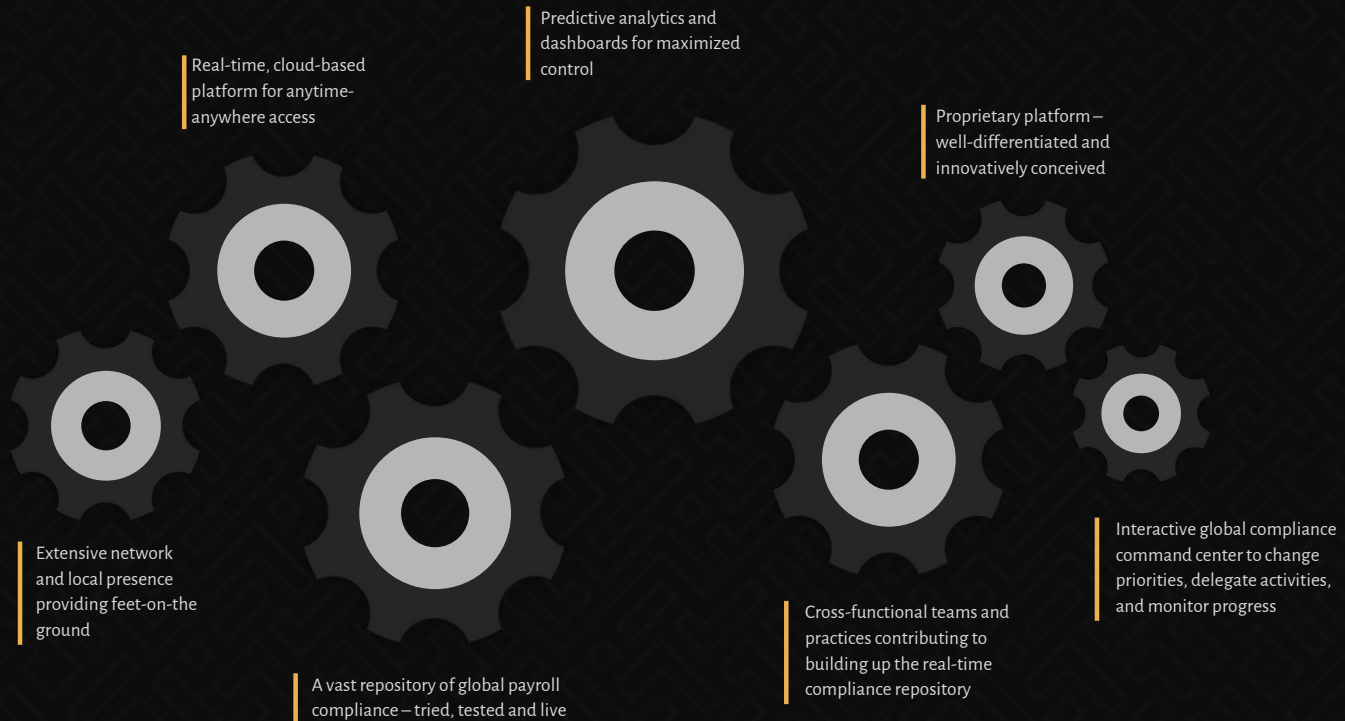 Predictive analytics and
dashboards for maximized
control
Real-time, cloud-based
platform for anytime-
anywhere access
Proprietary platform –
well-differentiated and
innovatively conceived
Extensive network
and local presence
providing feet-on-the
ground
Interactive global compliance
command center to change
priorities, delegate activities,
and monitor progress
Cross-functional teams and
practices contributing to
building up the real-time
compliance repository
A vast repository of global payroll
compliance – tried, tested and live